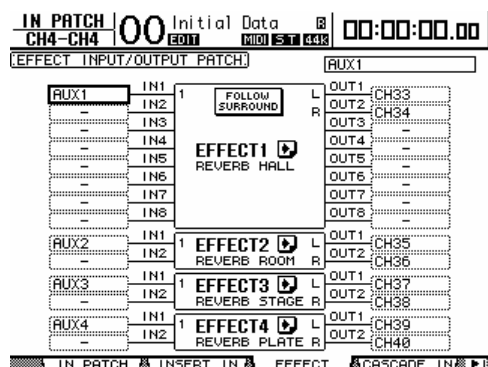 IN PATCH 00 Initial Data R 00:00:00.00
CH4-CH4 EDIT MIDI ST 44k
EFFECT INPUT/OUTPUT PATCH AUX1
AUX1 IN1 1 FOLLOW SURROUND L OUT1 CH33
– IN2 R OUT2 CH34
– IN3 OUT3 –
– IN4 OUT4 –
– IN5 EFFECT1 OUT5 –
– IN6 REVERB HALL OUT6 –
– IN7 OUT7 –
– IN8 OUT8 –
AUX2 IN1 1 EFFECT2 L OUT1 CH35
– IN2 REVERB ROOM R OUT2 CH36
AUX3 IN1 1 EFFECT3 L OUT1 CH37
– IN2 REVERB STAGE R OUT2 CH38
AUX4 IN1 1 EFFECT4 L OUT1 CH39
– IN2 REVERB PLATE R OUT2 CH40
IN PATCH INSERT IN EFFECT CASCADE IN